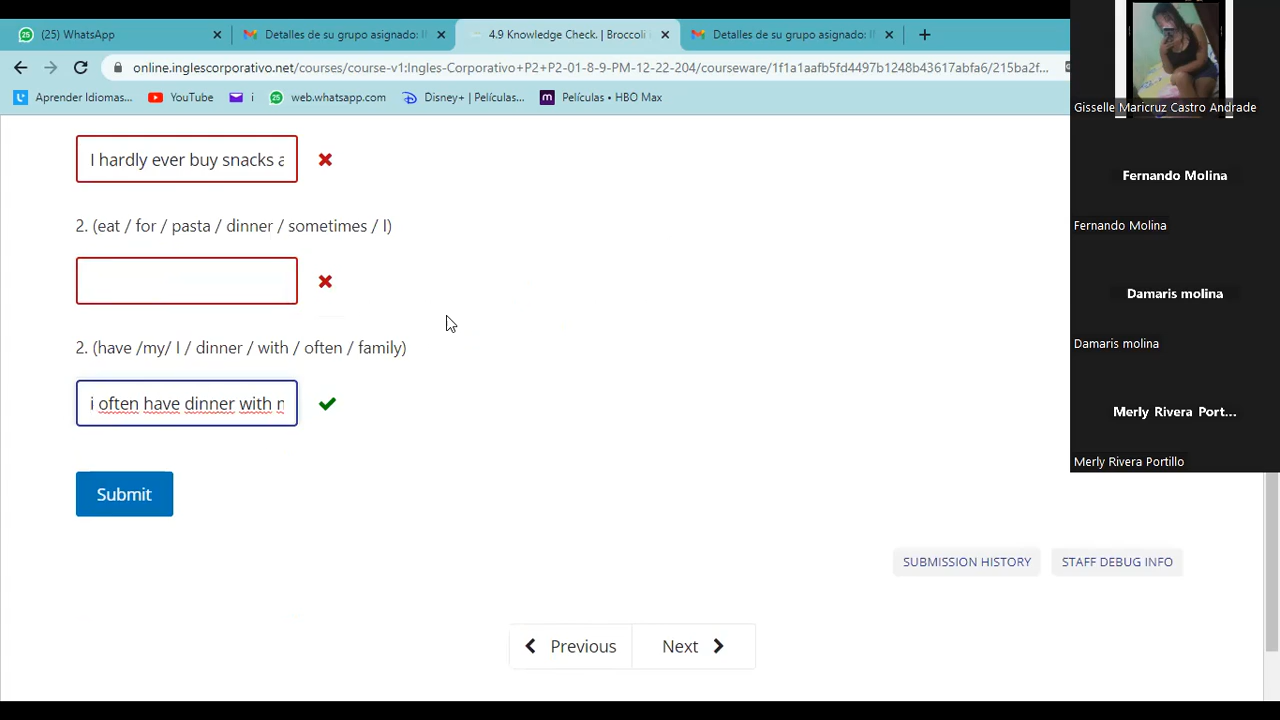 (25) WhatsApp
Detalles de su grupo asignado: I
4.9 Knowledge Check. | Broccoli
Detalles de su grupo asignado: I
online.inglescorporativo.net/courses/course-v1:Ingles-Corporativo+P2+P2-01-8-9-PM-12-22-204/courseware/1f1a1aafb5fd4497b1248b43617abfa6/215ba2f...
Aprender Idiomas...
YouTube
i
web.whatsapp.com
Disney+ | Películas,...
Películas • HBO Max
I hardly ever buy snacks a
2. (eat / for / pasta / dinner / sometimes / I)
2. (have /my/ I / dinner / with / often / family)
i often have dinner with
Submit
SUBMISSION HISTORY
STAFF DEBUG INFO
Previous
Next
Gisselle Maricruz Castro Andrade
Fernando Molina
Fernando Molina
Damaris molina
Damaris molina
Merly Rivera Port...
Merly Rivera Portillo